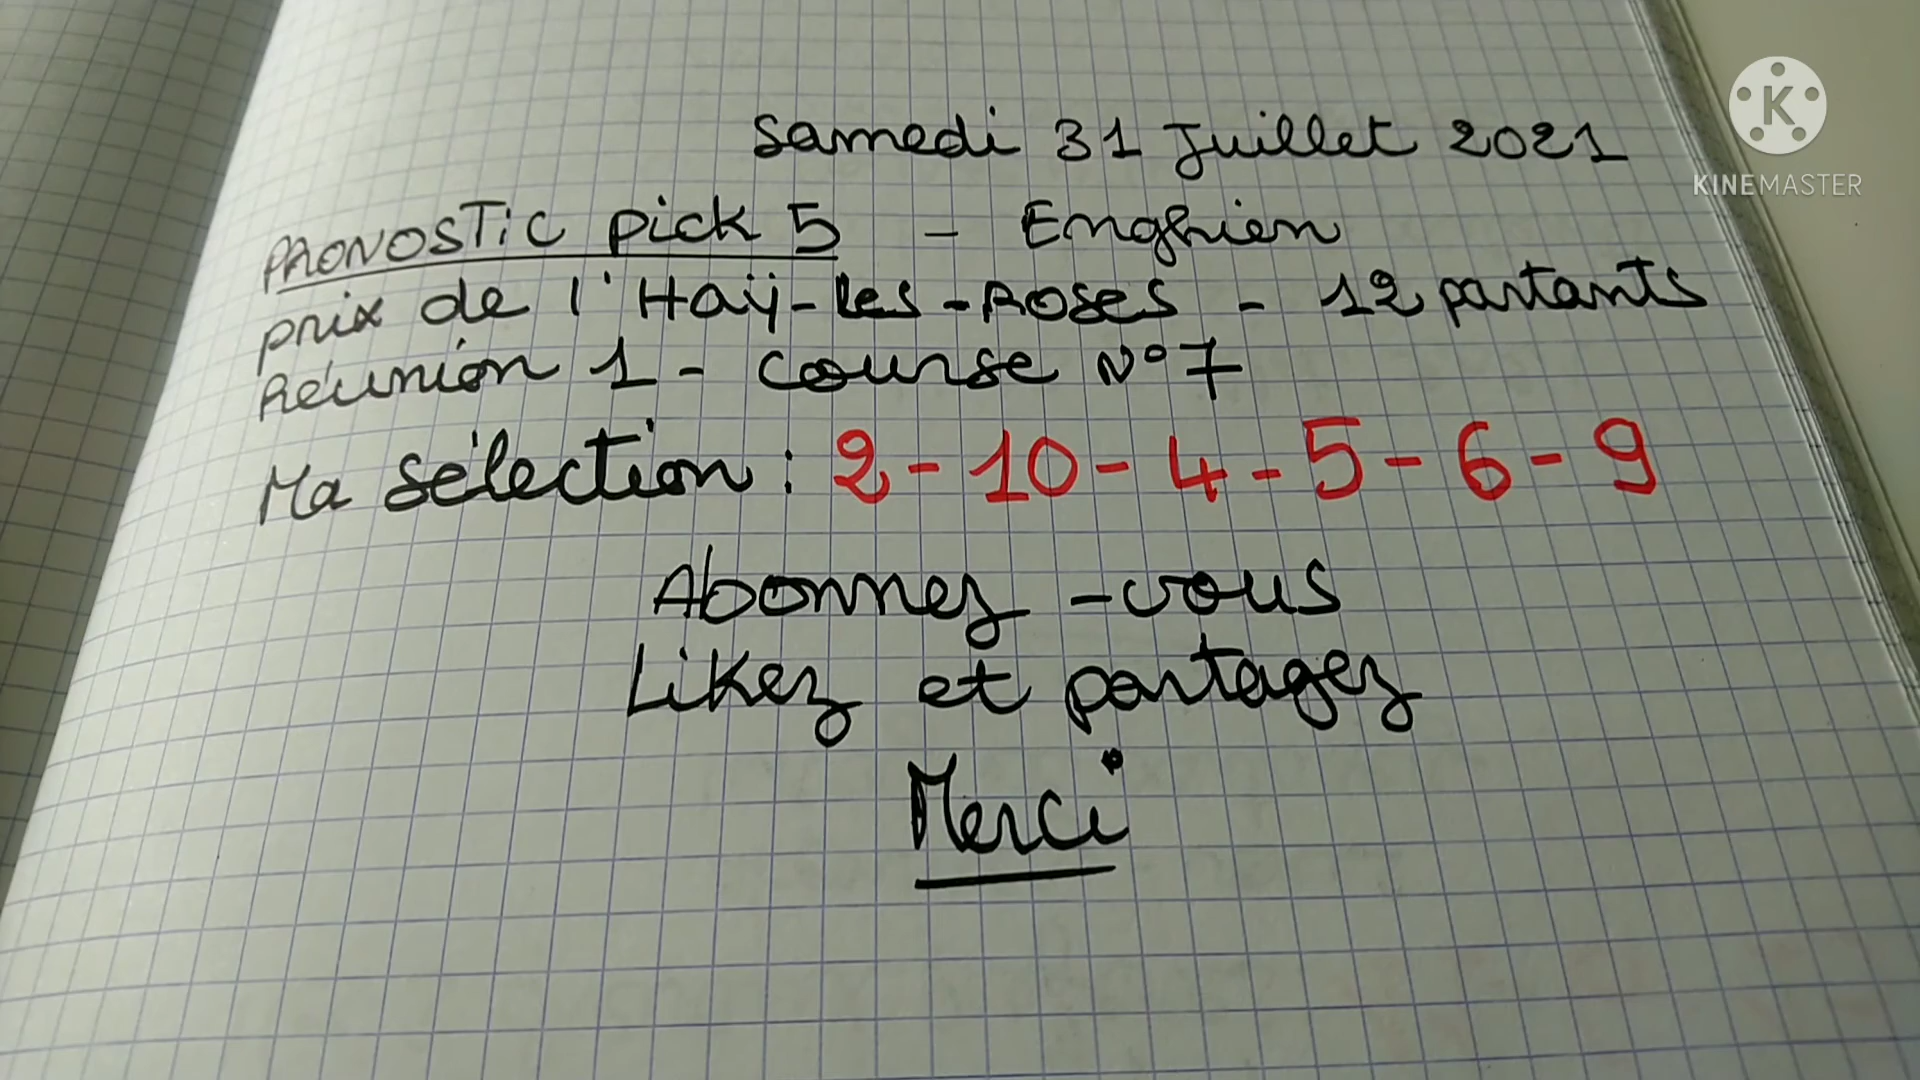 Samedi 31 Juillet 2021
PRONOSTiC pick 5 - Enghien
prix de l'Haÿ-les-Roses - 12 partants
Réunion 1 - course N°7
Ma sélection : 2 - 10 - 4 - 5 - 6 - 9
Abonnez-vous
Likez et partagez
Merci
K
KINEMASTER